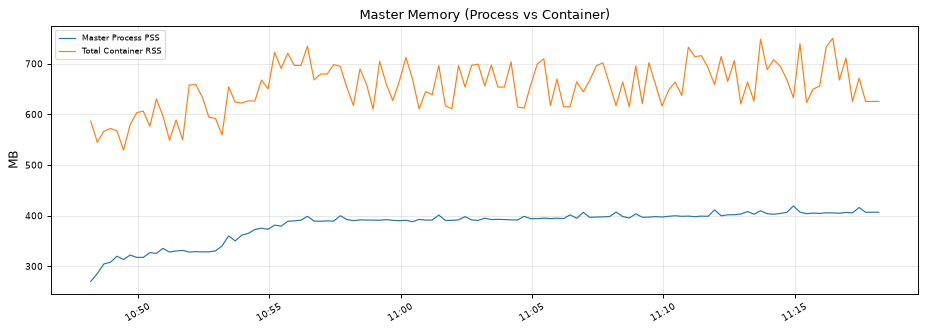 Master Memory (Process vs Container)
Master Process PSS
Total Container RSS
MB
700
600
500
400
300
10:50
10:55
11:00
11:05
11:10
11:15